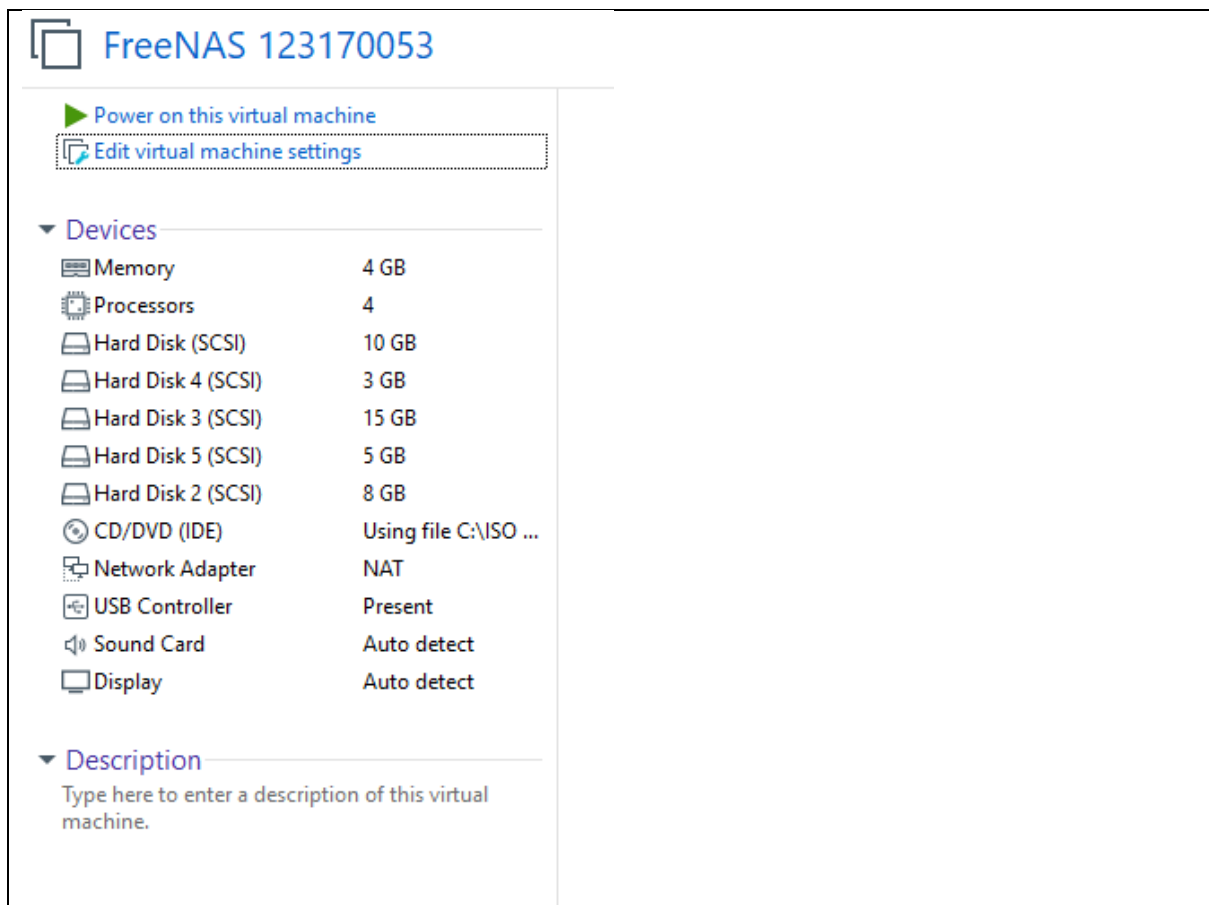 FreeNAS 123170053
Power on this virtual machine
Edit virtual machine settings
Devices
Memory 4 GB
Processors 4
Hard Disk (SCSI) 10 GB
Hard Disk 4 (SCSI) 3 GB
Hard Disk 3 (SCSI) 15 GB
Hard Disk 5 (SCSI) 5 GB
Hard Disk 2 (SCSI) 8 GB
CD/DVD (IDE) Using file C:\ISO ...
Network Adapter NAT
USB Controller Present
Sound Card Auto detect
Display Auto detect
Description
Type here to enter a description of this virtual
machine.